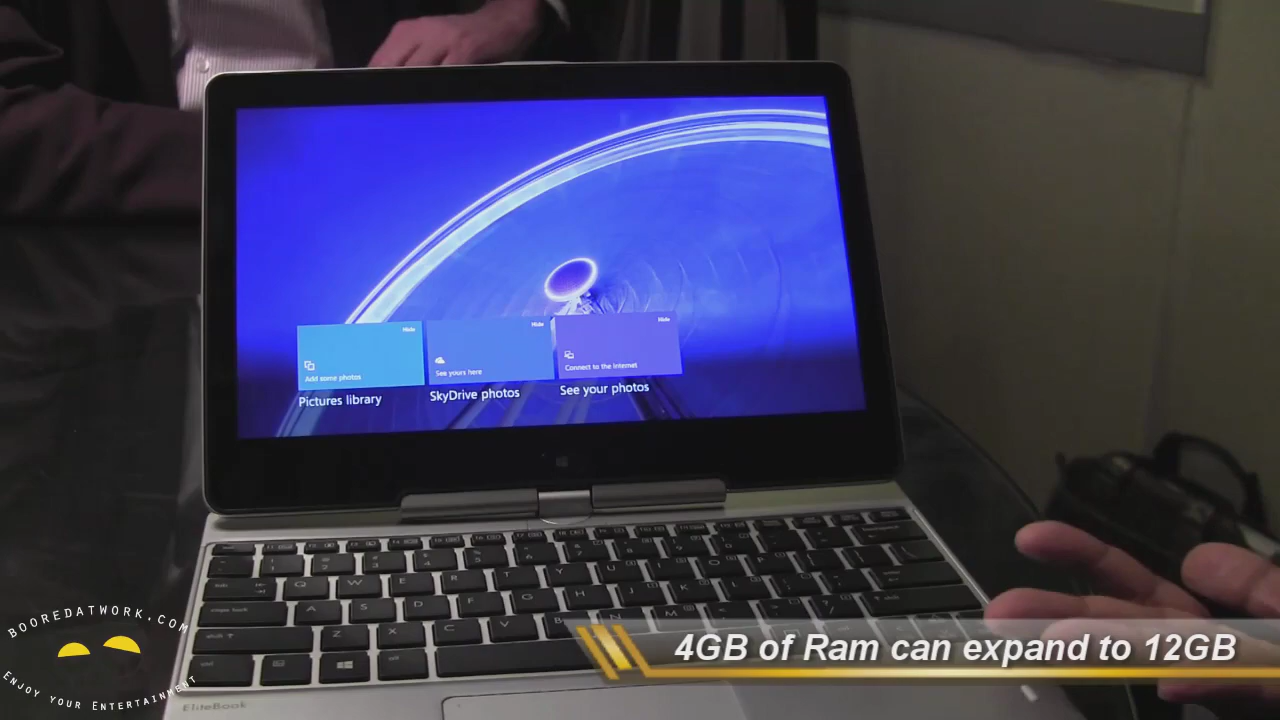 Hide
Hide
Hide
Add some photos
See yours here
Connect to the Internet
Pictures library
SkyDrive photos
See your photos
Q W E R T Y U I O P
A S D F G H J K L
Z X C V B N M
4GB of Ram can expand to 12GB
BOOREDATWORK.COM
ENJOY YOUR ENTERTAINMENT
EliteBook